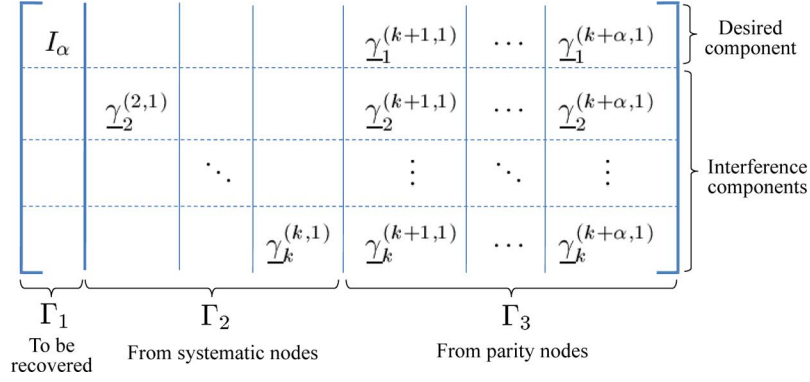 I_α γ_1^{(k+1,1)} ⋯ γ_1^{(k+α,1)} Desired
component
γ_2^{(2,1)} γ_2^{(k+1,1)} ⋯ γ_2^{(k+α,1)}
⋱ ⋮ ⋱ ⋮ Interference
components
γ_k^{(k,1)} γ_k^{(k+1,1)} ⋯ γ_k^{(k+α,1)}
Γ_1 Γ_2 Γ_3
To be
recovered
From systematic nodes
From parity nodes